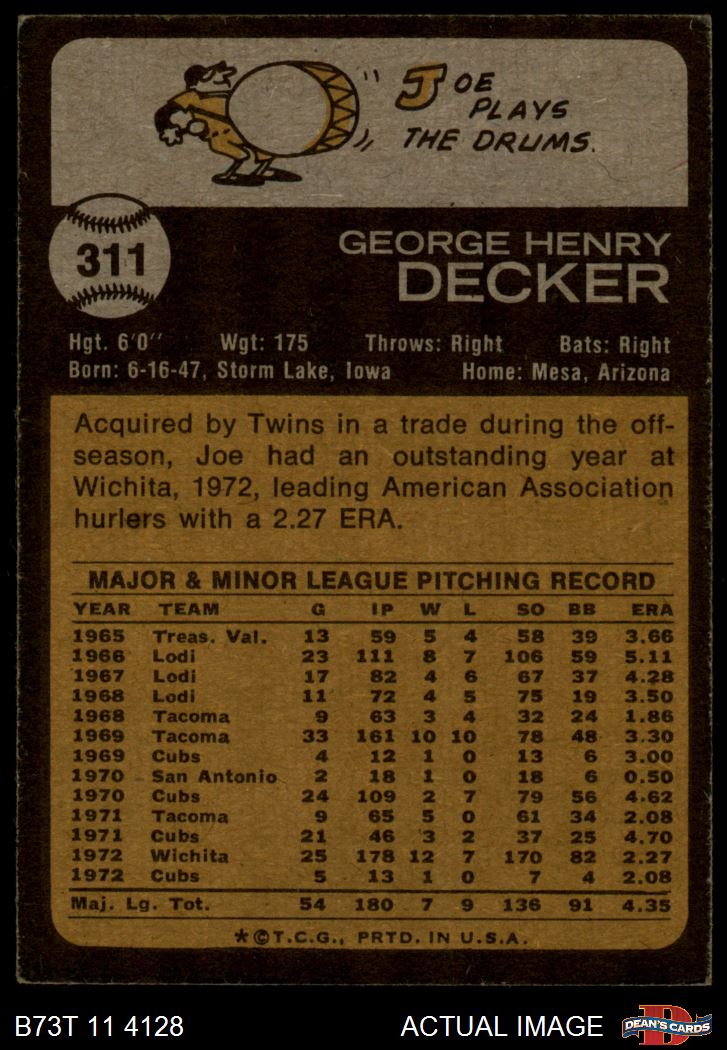 JOE
PLAYS
THE DRUMS.
311
GEORGE HENRY
DECKER
Hgt. 6'0" Wgt: 175 Throws: Right Bats: Right
Born: 6-16-47, Storm Lake, Iowa Home: Mesa, Arizona
Acquired by Twins in a trade during the off-
season, Joe had an outstanding year at
Wichita, 1972, leading American Association
hurlers with a 2.27 ERA.
MAJOR & MINOR LEAGUE PITCHING RECORD
YEAR TEAM G IP W L SO BB ERA
1965 Treas. Val. 13 59 5 4 58 39 3.66
1966 Lodi 23 111 8 7 106 59 5.11
1967 Lodi 17 82 4 6 67 37 4.28
1968 Lodi 11 72 4 5 75 19 3.50
1968 Tacoma 9 63 3 4 32 24 1.86
1969 Tacoma 33 161 10 10 78 48 3.30
1969 Cubs 4 12 1 0 13 6 3.00
1970 San Antonio 2 18 1 0 18 6 0.50
1970 Cubs 24 109 2 7 79 56 4.62
1971 Tacoma 9 65 5 0 61 34 2.08
1971 Cubs 21 46 3 2 37 25 4.70
1972 Wichita 25 178 12 7 170 82 2.27
1972 Cubs 5 13 1 0 7 4 2.08
Maj. Lg. Tot. 54 180 7 9 136 91 4.35
*©T.C.G., PRTD. IN U.S.A.
B73T 11 4128 ACTUAL IMAGE D DEAN'S CARDS